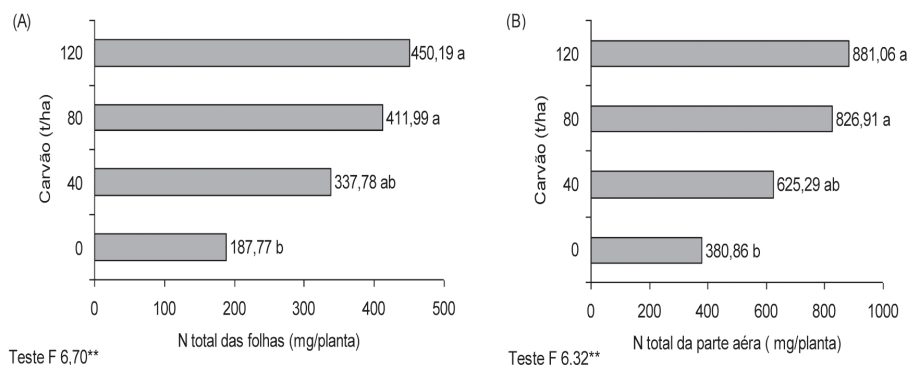 (A)
Carvão (t/ha)
120
450,19 a
80
411,99 a
40
337,78 ab
0
187,77 b
0 100 200 300 400 500
N total das folhas (mg/planta)
Teste F 6,70**
(B)
Carvão (t/ha)
120
881,06 a
80
826,91 a
40
625,29 ab
0
380,86 b
0 200 400 600 800 1000
N total da parte aéra ( mg/planta)
Teste F 6.32**